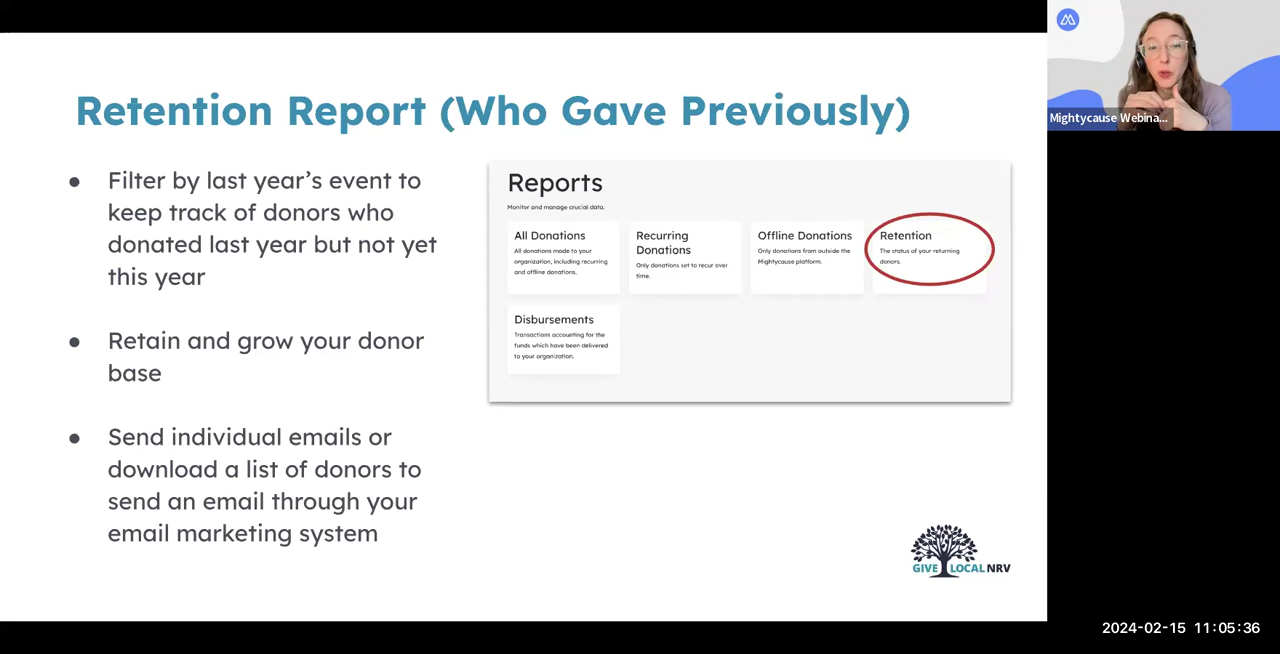 Retention Report (Who Gave Previously)
● Filter by last year’s event to
keep track of donors who
donated last year but not yet
this year
● Retain and grow your donor
base
● Send individual emails or
download a list of donors to
send an email through your
email marketing system
Reports
Monitor and manage crucial data.
All Donations
All donations made to your
organization, including recurring
and offline donations.
Recurring
Donations
Only donations set to recur over
time.
Offline Donations
Only donations from outside the
Mightycause platform.
Retention
The status of your returning
donors.
Disbursements
Transactions accounting for the
funds which have been delivered
to your organization.
GIVE LOCAL NRV
Mightycause Webina...
2024-02-15 11:05:36